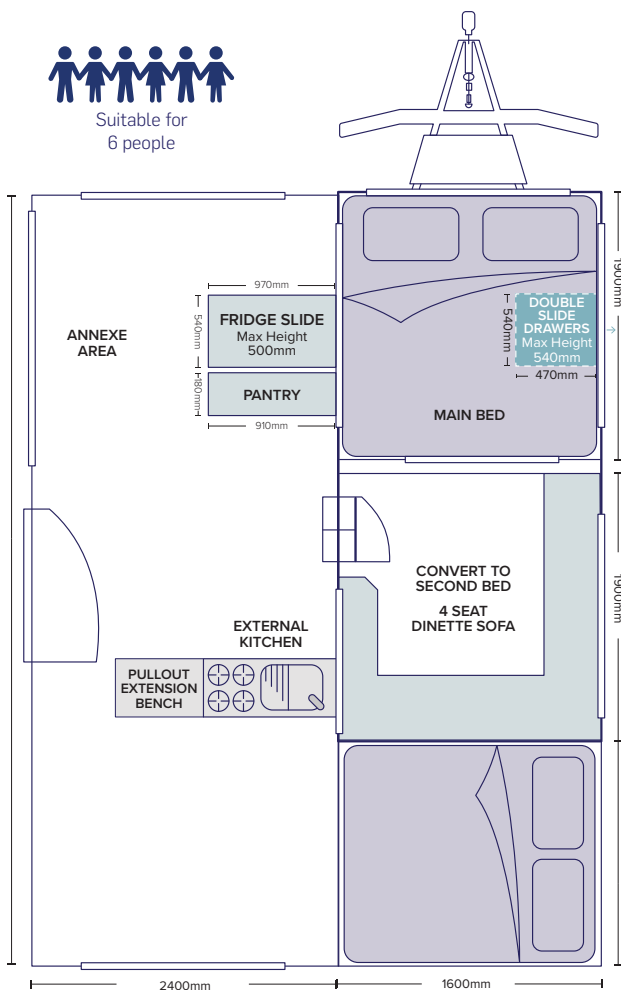 Suitable for
6 people
970mm
540mm
FRIDGE SLIDE
Max Height
500mm
ANNEXE
AREA
180mm
PANTRY
910mm
DOUBLE
SLIDE
DRAWERS
Max Height
540mm
540mm
470mm
1900mm
MAIN BED
CONVERT TO
SECOND BED
4 SEAT
DINETTE SOFA
1900mm
EXTERNAL
KITCHEN
PULLOUT
EXTENSION
BENCH
2400mm
1600mm